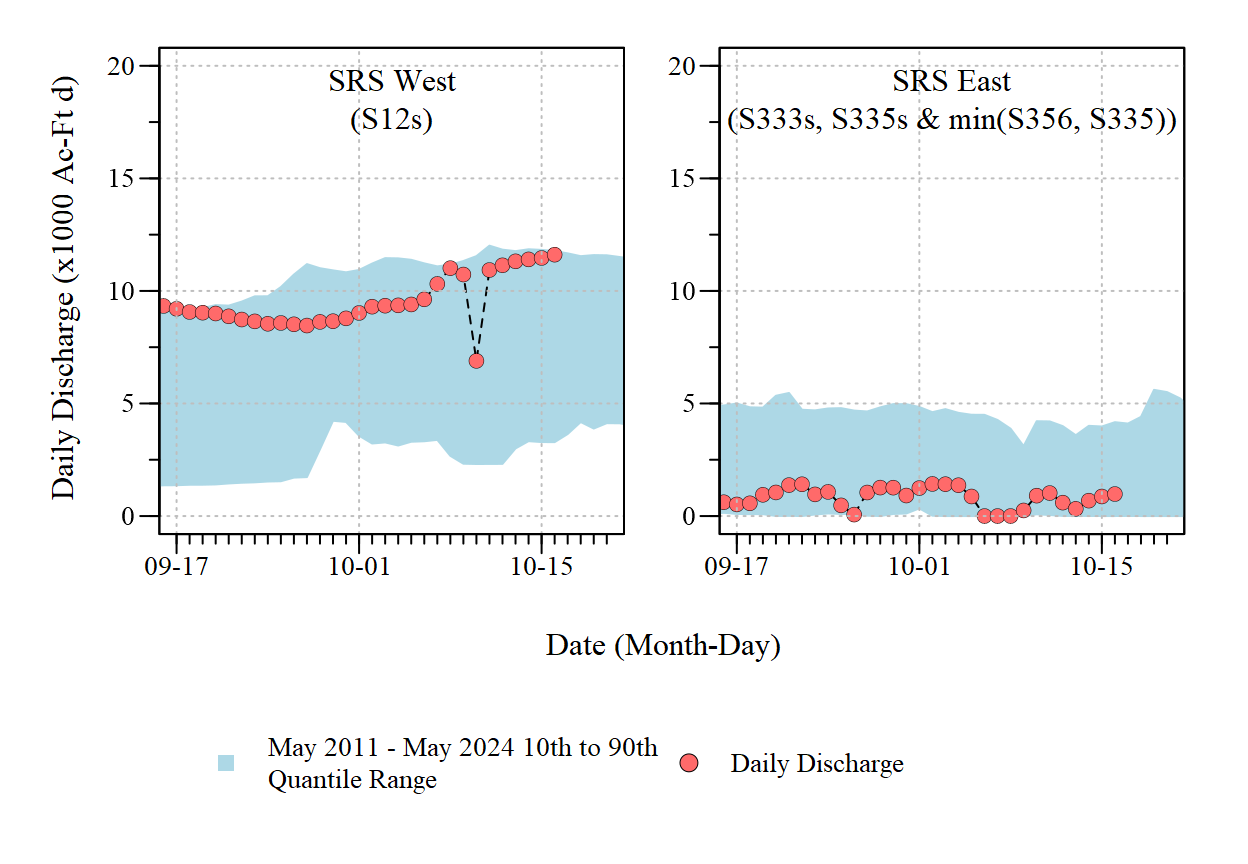 SRS West
(S12s)
SRS East
(S333s, S335s & min(S356, S335))
Daily Discharge (x1000 Ac-Ft d)
20
15
10
5
0
09-17
10-01
10-15
20
15
10
5
0
09-17
10-01
10-15
Date (Month-Day)
May 2011 - May 2024 10th to 90th
Quantile Range
Daily Discharge